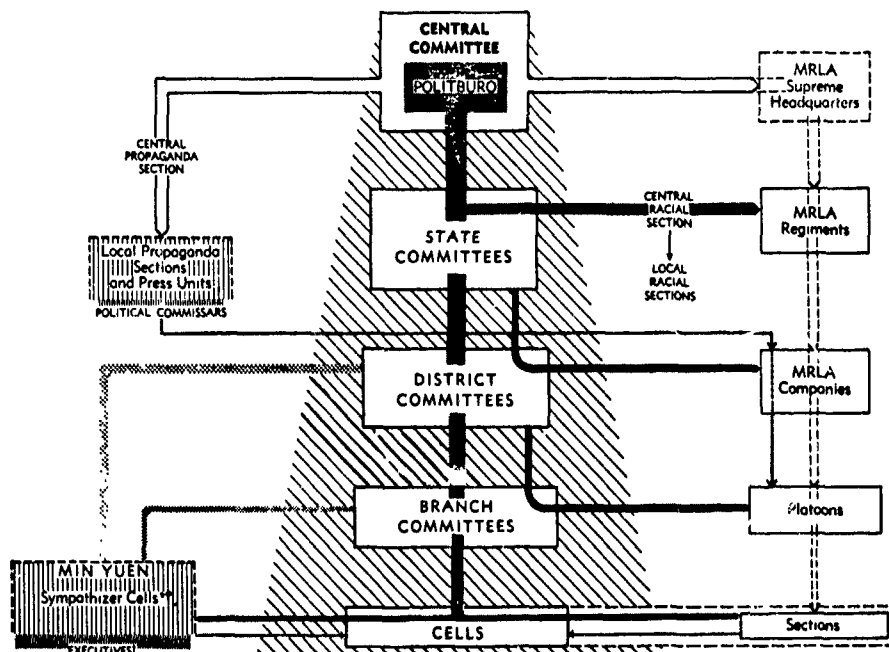 CENTRAL
COMMITTEE
POLITBURO
MRLA
Supreme
Headquarters
CENTRAL
PROPAGANDA
SECTION
CENTRAL
RACIAL
SECTION
LOCAL
RACIAL
SECTIONS
MRLA
Regiments
STATE
COMMITTEES
Local Propaganda
Sections
and Press Units
POLITICAL COMMISSARS
DISTRICT
COMMITTEES
MRLA
Companies
BRANCH
COMMITTEES
Platoons
MIN YUEN
Sympathizer Cells**
EXECUTIVES
CELLS
Sections